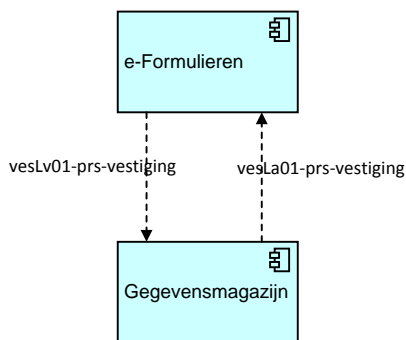 e-Formulieren
vesLv01-prs-vestiging
vesLa01-prs-vestiging
Gegevensmagazijn